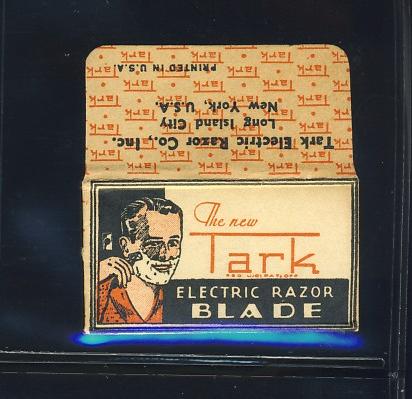 The new
Tark
REG. U.S. PAT. OFF.
ELECTRIC RAZOR
BLADE
Tark Electric Razor Co., Inc.
Long Island City
New York, U.S.A.
PRINTED IN U.S.A.